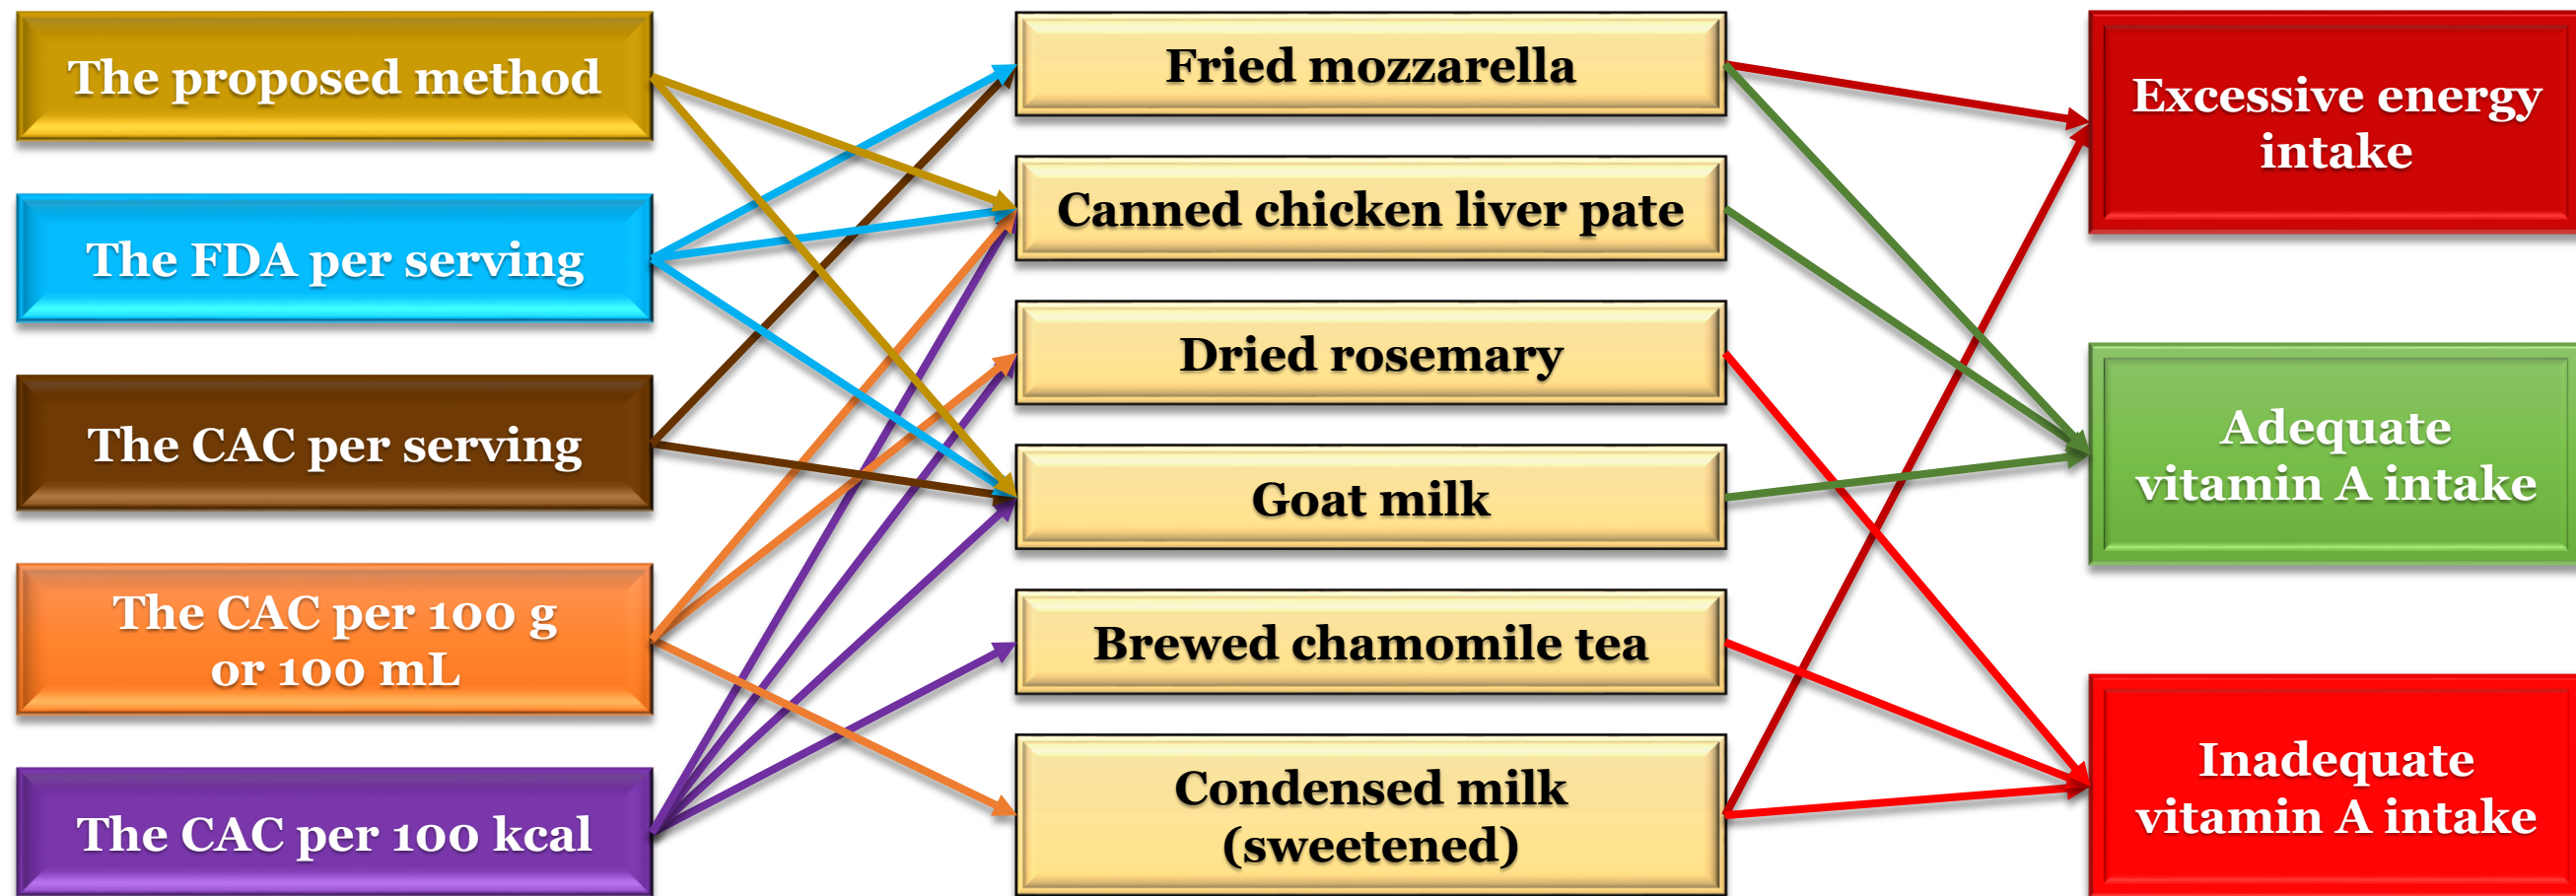 The proposed method
The FDA per serving
The CAC per serving
The CAC per 100 g
or 100 mL
The CAC per 100 kcal
Fried mozzarella
Canned chicken liver pate
Dried rosemary
Goat milk
Brewed chamomile tea
Condensed milk
(sweetened)
Excessive energy
intake
Adequate
vitamin A intake
Inadequate
vitamin A intake